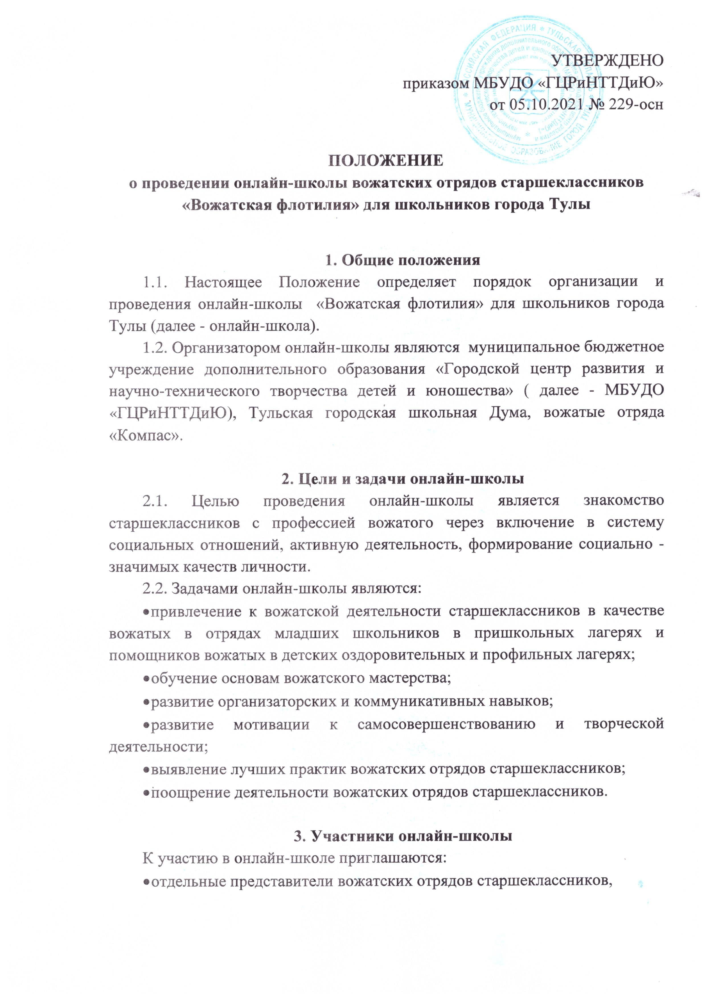 РОССИЙСКАЯ ФЕДЕРАЦИЯ * ТУЛЬСКАЯ ОБЛАСТЬ * МУНИЦИПАЛЬНОЕ ОБРАЗОВАНИЕ ГОРОД ТУЛА *
УТВЕРЖДЕНО
приказом МБУДО «ГЦРиНТТДиЮ»
от 05.10.2021 № 229-осн
ПОЛОЖЕНИЕ
о проведении онлайн-школы вожатских отрядов старшеклассников
«Вожатская флотилия» для школьников города Тулы
1. Общие положения
1.1. Настоящее Положение определяет порядок организации и
проведения онлайн-школы «Вожатская флотилия» для школьников города
Тулы (далее - онлайн-школа).
1.2. Организатором онлайн-школы являются муниципальное бюджетное
учреждение дополнительного образования «Городской центр развития и
научно-технического творчества детей и юношества» ( далее - МБУДО
«ГЦРиНТТДиЮ), Тульская городская школьная Дума, вожатые отряда
«Компас».
2. Цели и задачи онлайн-школы
2.1. Целью проведения онлайн-школы является знакомство
старшеклассников с профессией вожатого через включение в систему
социальных отношений, активную деятельность, формирование социально -
значимых качеств личности.
2.2. Задачами онлайн-школы являются:
•привлечение к вожатской деятельности старшеклассников в качестве
вожатых в отрядах младших школьников в пришкольных лагерях и
помощников вожатых в детских оздоровительных и профильных лагерях;
•обучение основам вожатского мастерства;
•развитие организаторских и коммуникативных навыков;
•развитие мотивации к самосовершенствованию и творческой
деятельности;
•выявление лучших практик вожатских отрядов старшеклассников;
•поощрение деятельности вожатских отрядов старшеклассников.
3. Участники онлайн-школы
К участию в онлайн-школе приглашаются:
•отдельные представители вожатских отрядов старшеклассников,